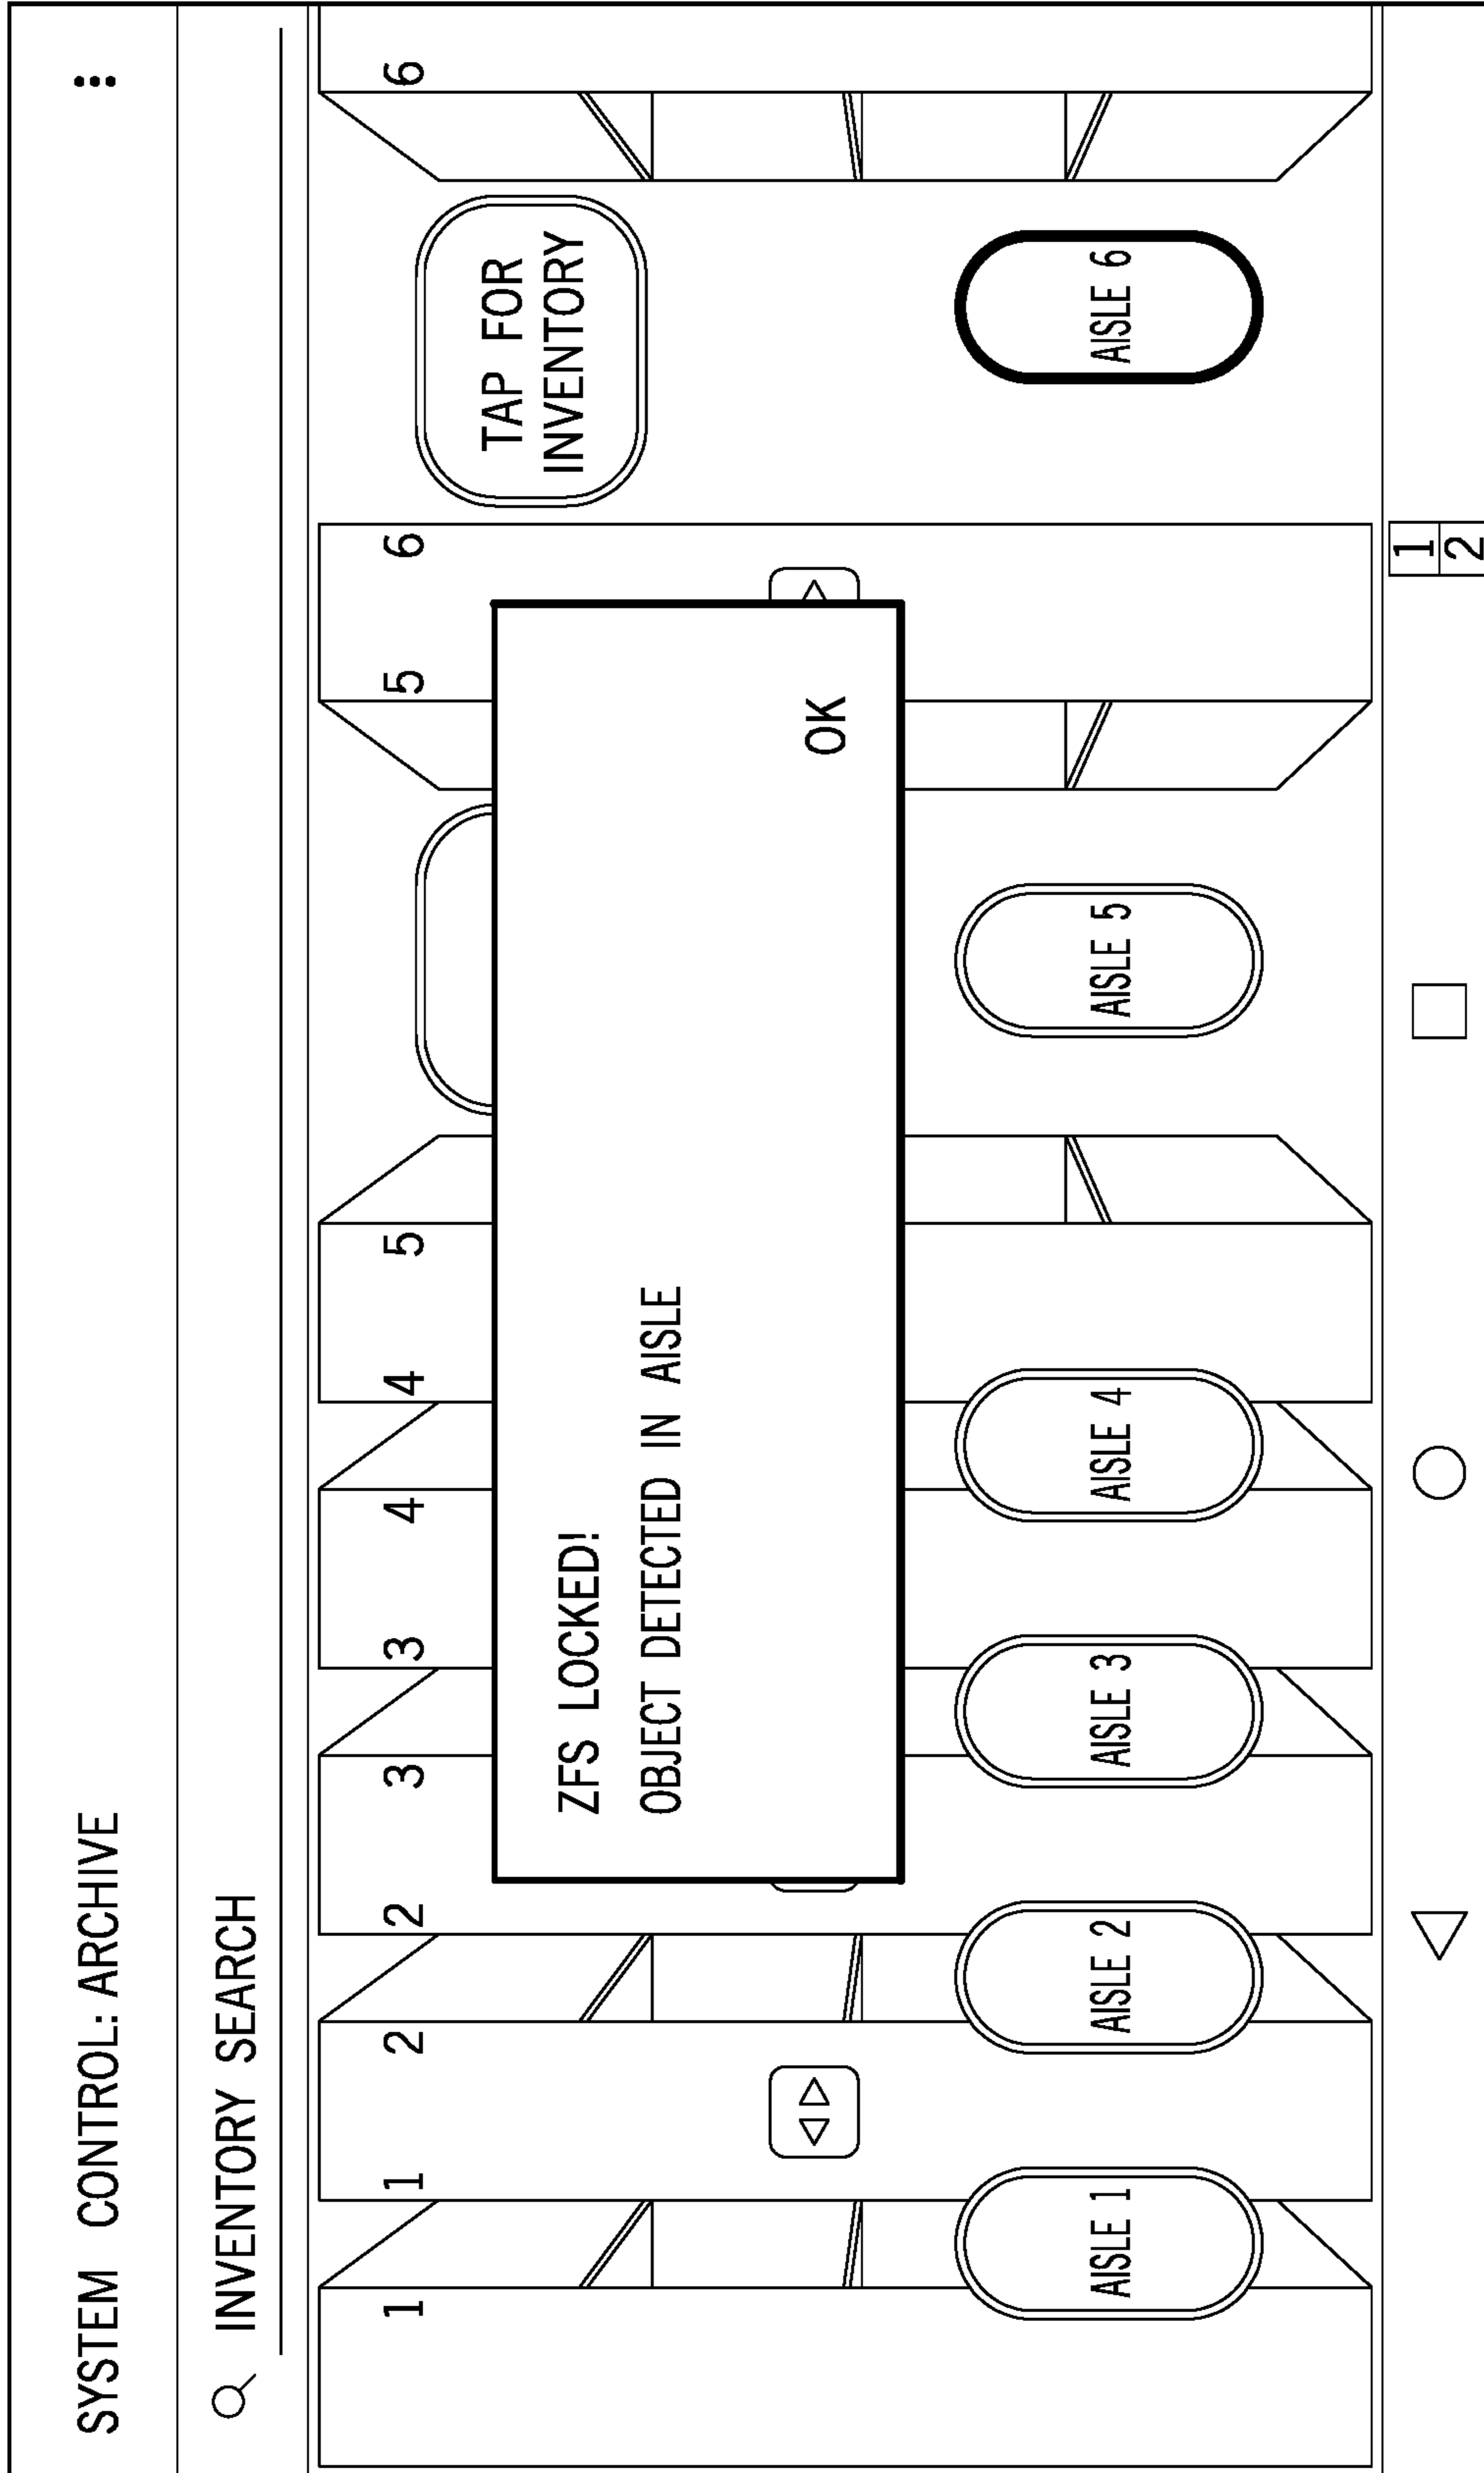 SYSTEM CONTROL: ARCHIVE
INVENTORY SEARCH
1 1 2 2 3 3 4 4 5 5 6 6
TAP FOR
INVENTORY
ZFS LOCKED!
OBJECT DETECTED IN AISLE
OK
AISLE 1
AISLE 2
AISLE 3
AISLE 4
AISLE 5
AISLE 6
1
2